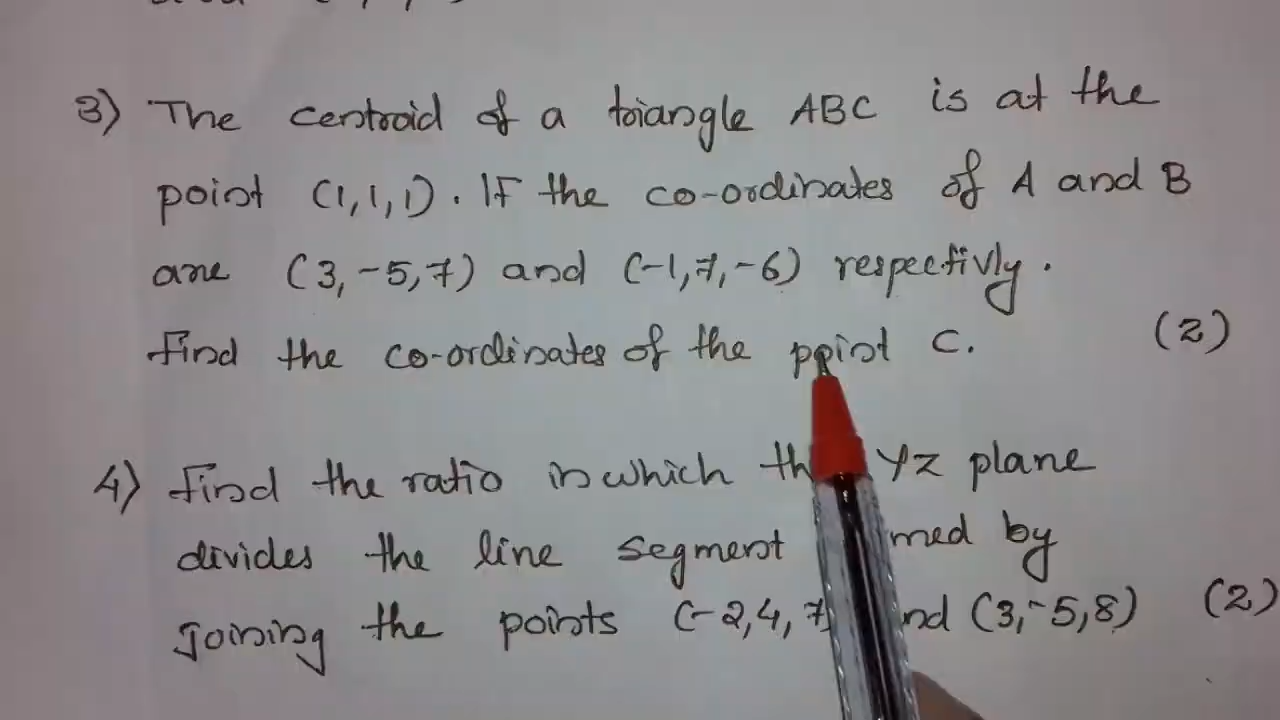 3) The centroid of a triangle ABC is at the
point (1,1,1). If the co-ordinates of A and B
are (3,-5,7) and (-1,7,-6) respectivly.
find the co-ordinates of the point C. (2)
4) find the ratio in which YZ plane
divides the line segment by
joining the points (-2,4,7 (3,-5,8) (2)